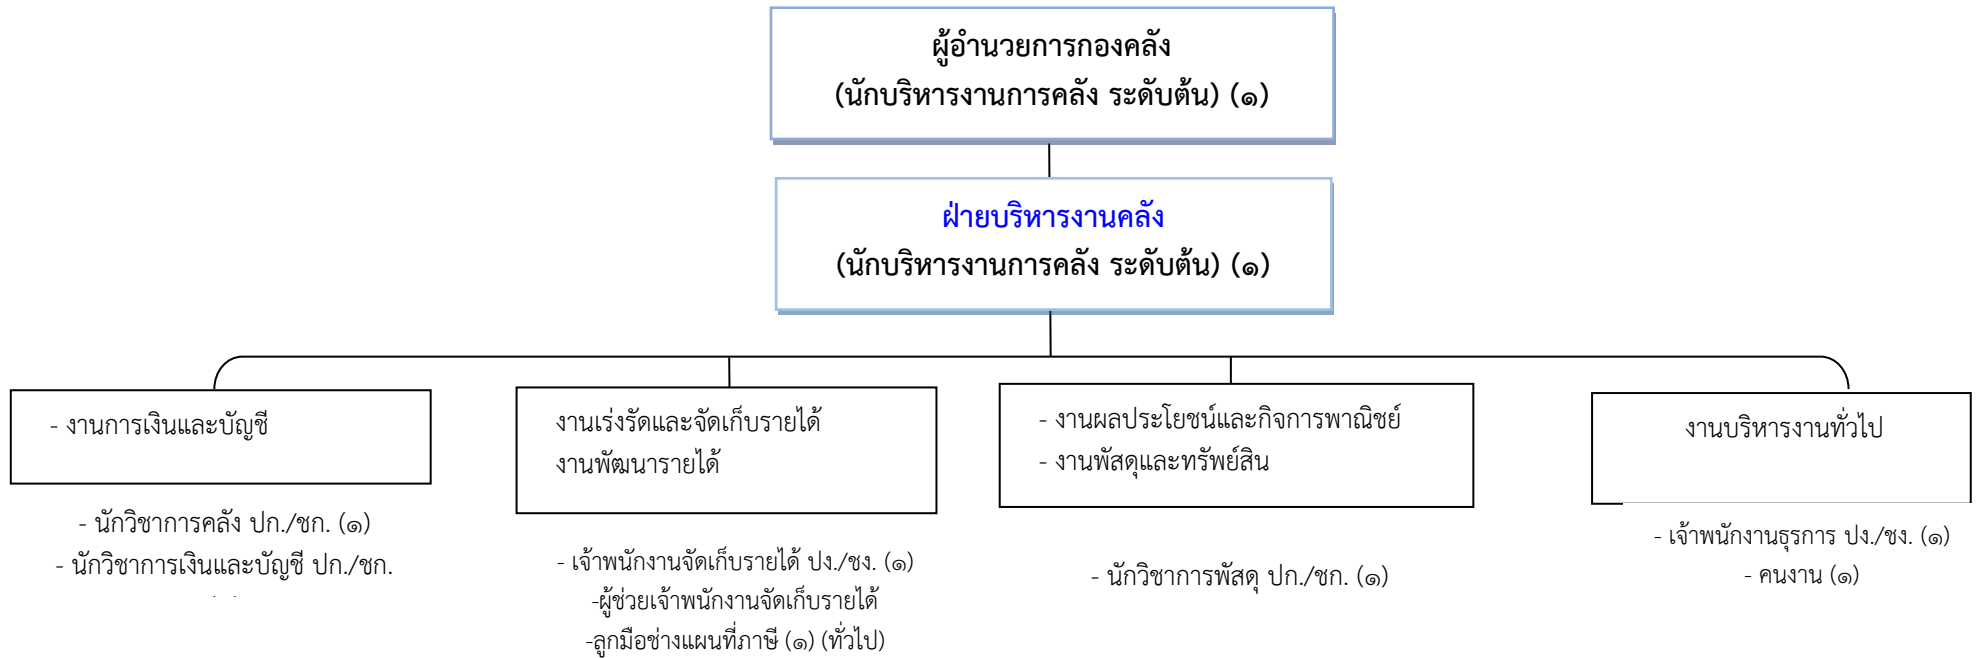 ผู้อำนวยการกองคลัง
(นักบริหารงานการคลัง ระดับต้น) (๑)
ฝ่ายบริหารงานคลัง
(นักบริหารงานการคลัง ระดับต้น) (๑)
- งานการเงินและบัญชี
- นักวิชาการคลัง ปก./ชก. (๑)
- นักวิชาการเงินและบัญชี ปก./ชก.
งานเร่งรัดและจัดเก็บรายได้
งานพัฒนารายได้
- เจ้าพนักงานจัดเก็บรายได้ ปง./ชง. (๑)
-ผู้ช่วยเจ้าพนักงานจัดเก็บรายได้
-ลูกมือช่างแผนที่ภาษี (๑) (ทั่วไป)
- งานผลประโยชน์และกิจการพาณิชย์
- งานพัสดุและทรัพย์สิน
- นักวิชาการพัสดุ ปก./ชก. (๑)
งานบริหารงานทั่วไป
- เจ้าพนักงานธุรการ ปง./ชง. (๑)
- คนงาน (๑)